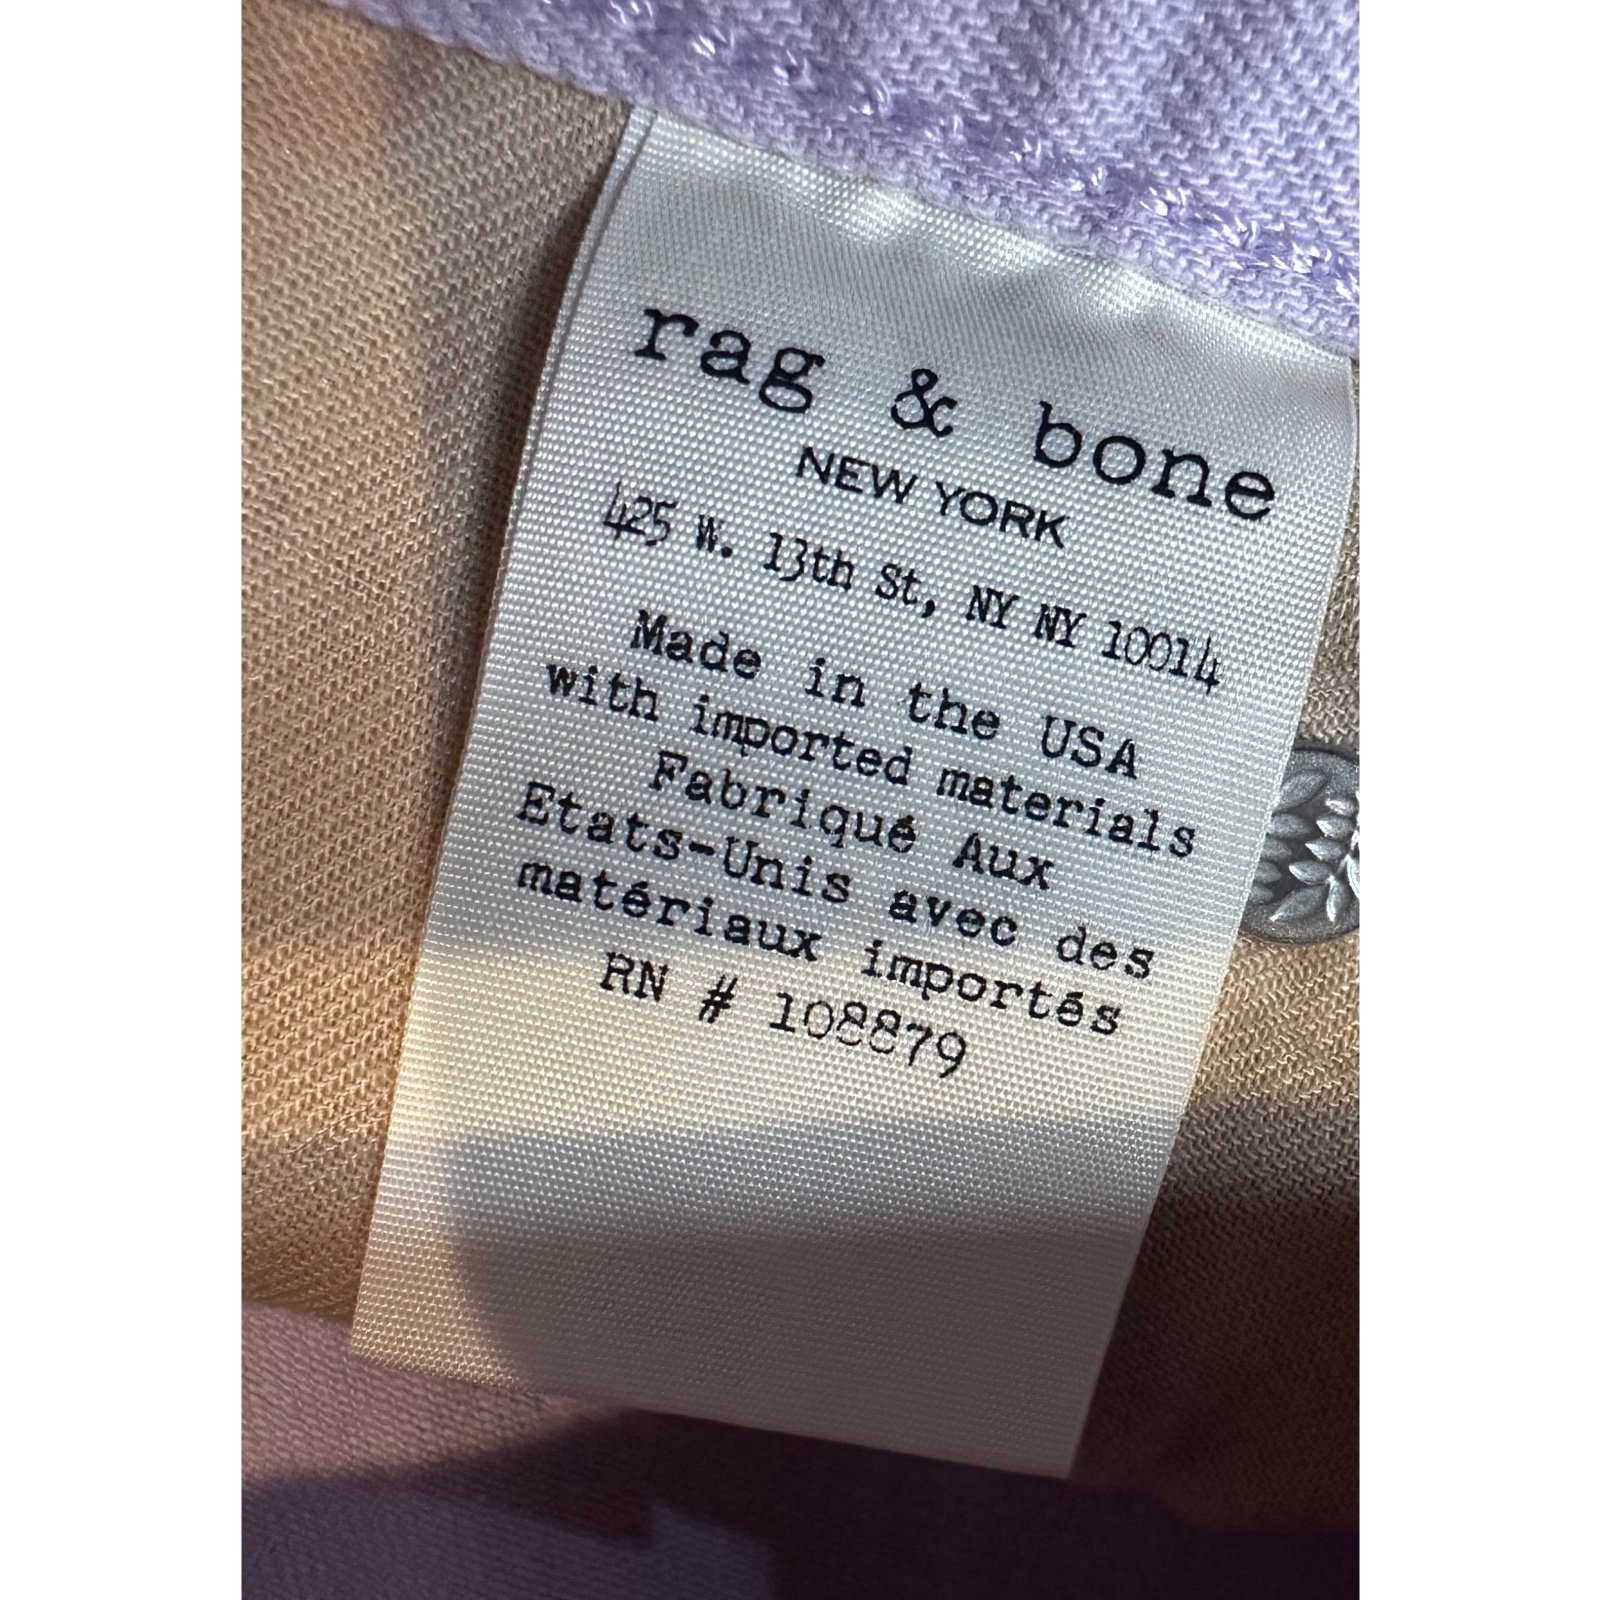 rag & bone
NEW YORK
425 W. 13th St, NY NY 10014
Made in the USA
with imported materials
Fabriqué Aux
Etats-Unis avec des
matériaux importés
RN # 108879